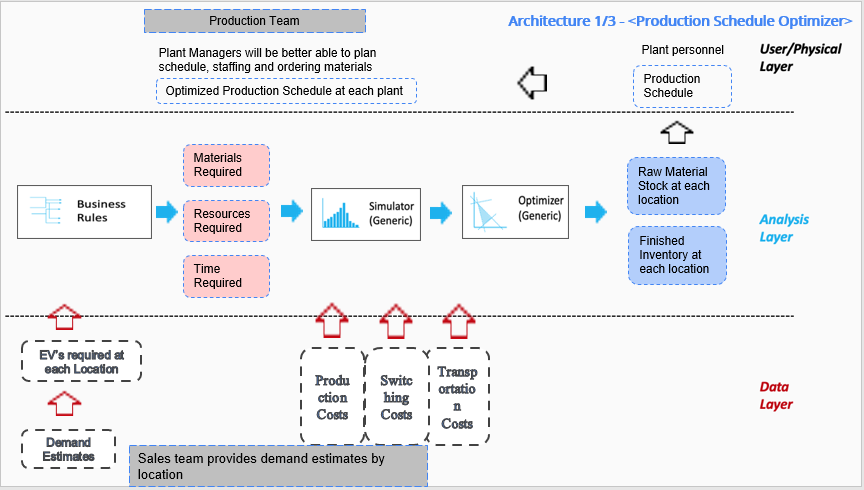 Production Team
Architecture 1/3 - <Production Schedule Optimizer>
Plant Managers will be better able to plan
schedule, staffing and ordering materials
Optimized Production Schedule at each plant
Plant personnel
Production
Schedule
User/Physical
Layer
Business
Rules
Materials
Required
Resources
Required
Time
Required
Simulator
(Generic)
Optimizer
(Generic)
Raw Material
Stock at each
location
Finished
Inventory at
each location
Analysis
Layer
EV's required at
each Location
Demand
Estimates
Produ
ction
Costs
Switc
hing
Costs
Transp
ortatio
n
Costs
Data
Layer
Sales team provides demand estimates by
location